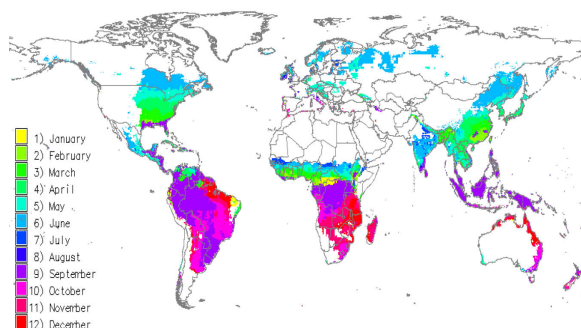 1) January
2) February
3) March
4) April
5) May
6) June
7) July
8) August
9) September
10) October
11) November
12) December